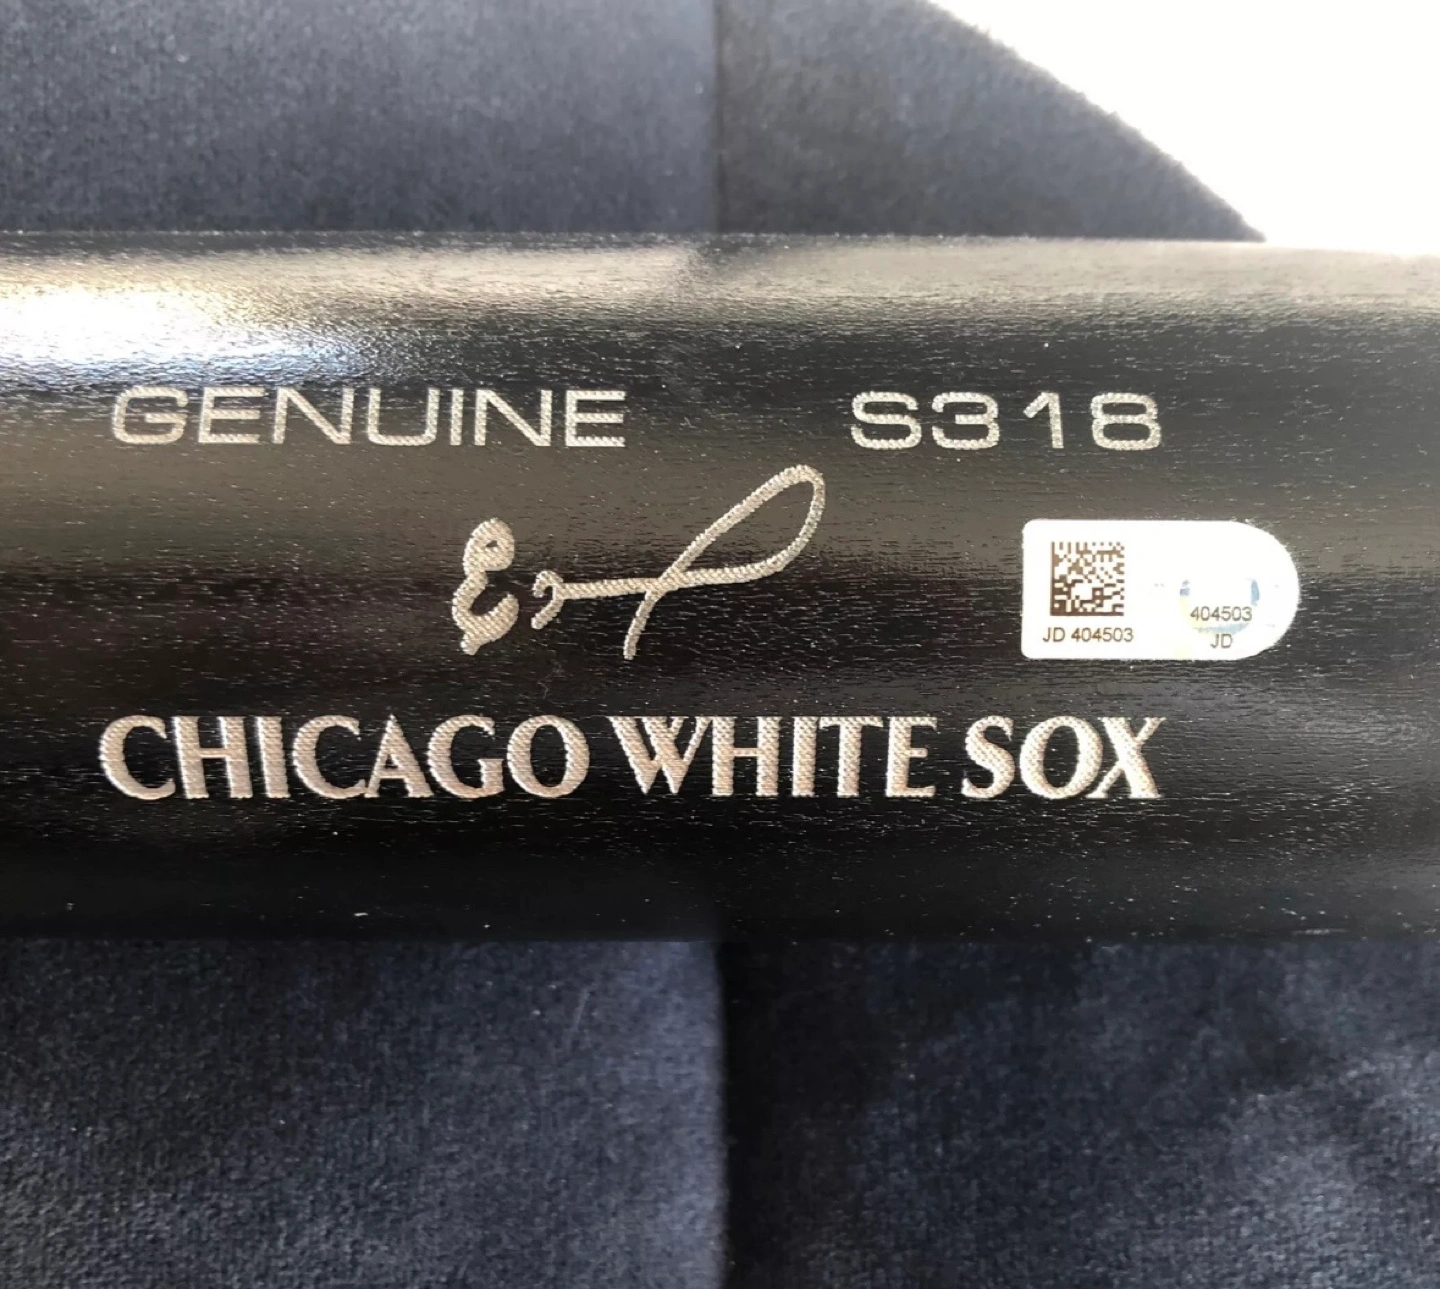 GENUINE S318
CHICAGO WHITE SOX
JD 404503
404503
JD